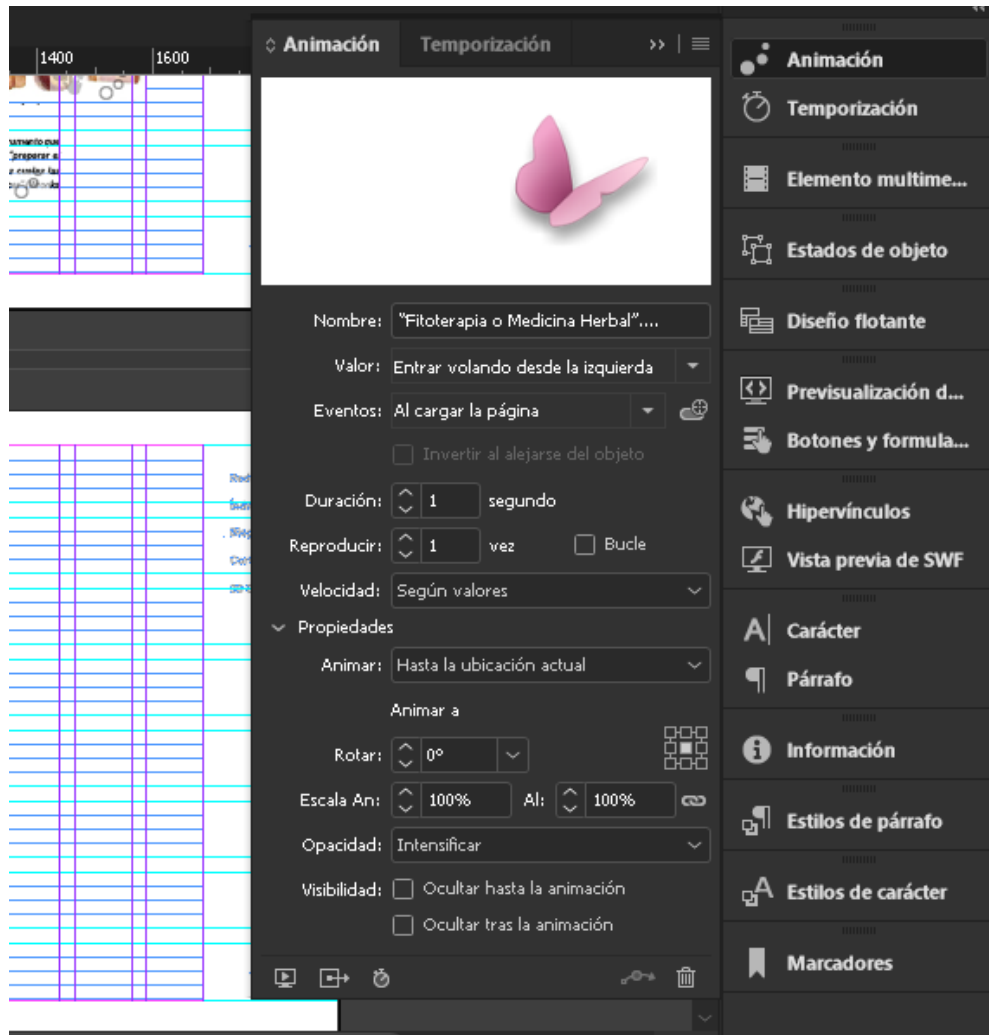 1400 1600
Animación Temporización
Nombre: "Fitoterapia o Medicina Herbal"....
Valor: Entrar volando desde la izquierda
Eventos: Al cargar la página
Invertir al alejarse del objeto
Duración: 1 segundo
Reproducir: 1 vez Bucle
Velocidad: Según valores
Propiedades
Animar: Hasta la ubicación actual
Animar a
Rotar: 0°
Escala An: 100% Al: 100%
Opacidad: Intensificar
Visibilidad: Ocultar hasta la animación
Ocultar tras la animación
Animación
Temporización
Elemento multime...
Estados de objeto
Diseño flotante
Previsualización d...
Botones y formula...
Hipervínculos
Vista previa de SWF
Carácter
Párrafo
Información
Estilos de párrafo
Estilos de carácter
Marcadores